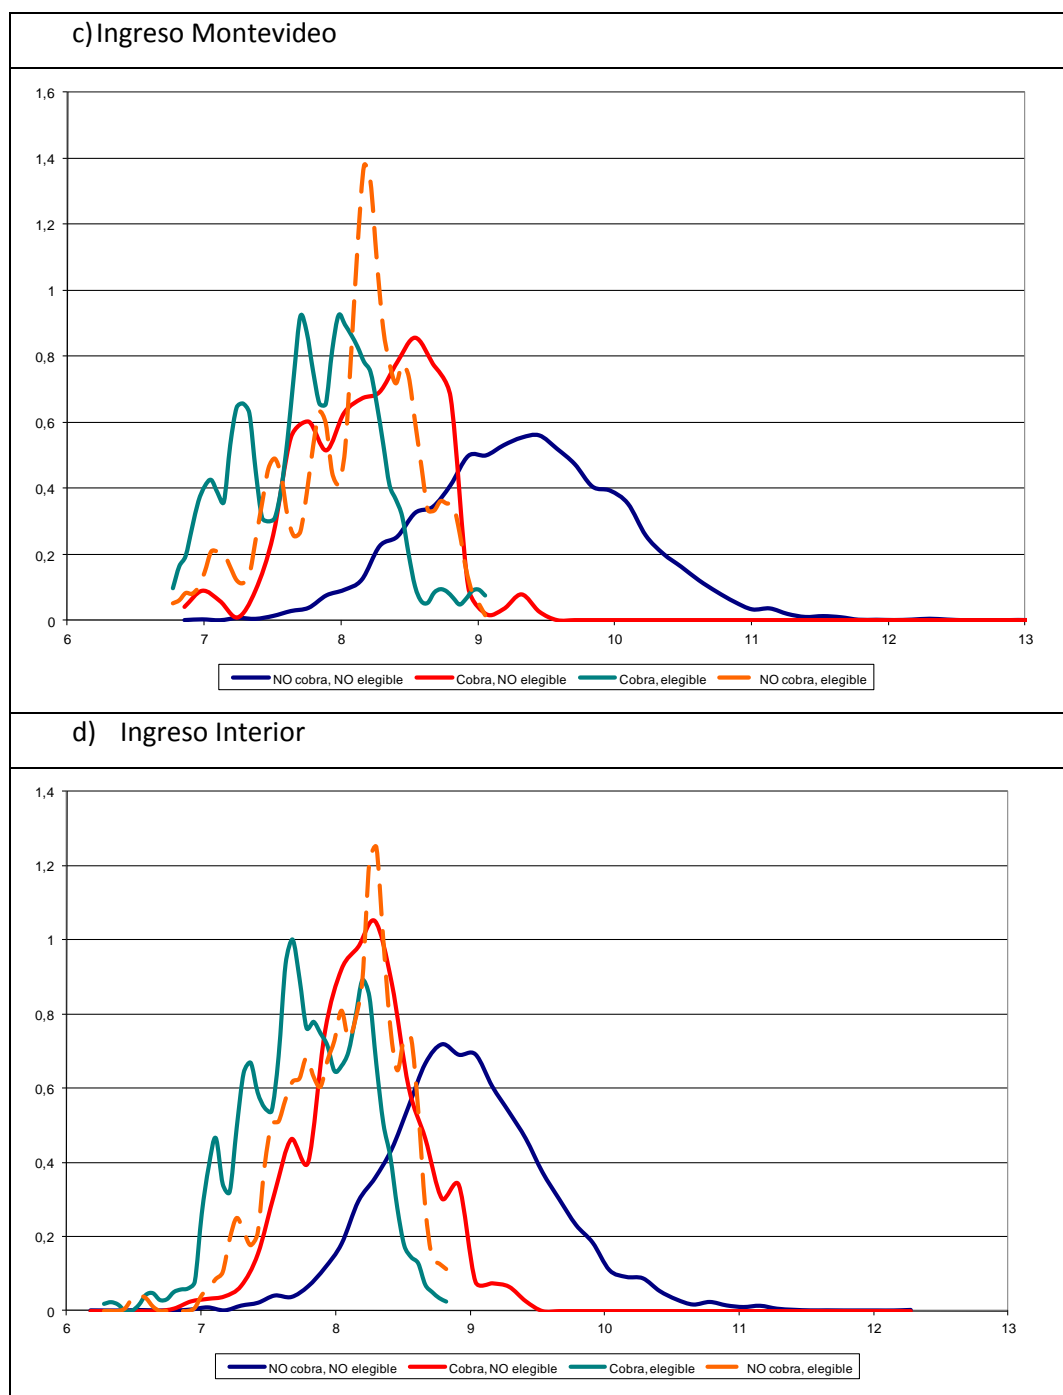 c) Ingreso Montevideo
1,6
1,4
1,2
1
0,8
0,6
0,4
0,2
0
6 7 8 9 10 11 12 13
NO cobra, NO elegible Cobra, NO elegible Cobra, elegible NO cobra, elegible
d) Ingreso Interior
1,4
1,2
1
0,8
0,6
0,4
0,2
0
6 7 8 9 10 11 12 13
NO cobra, NO elegible Cobra, NO elegible Cobra, elegible NO cobra, elegible